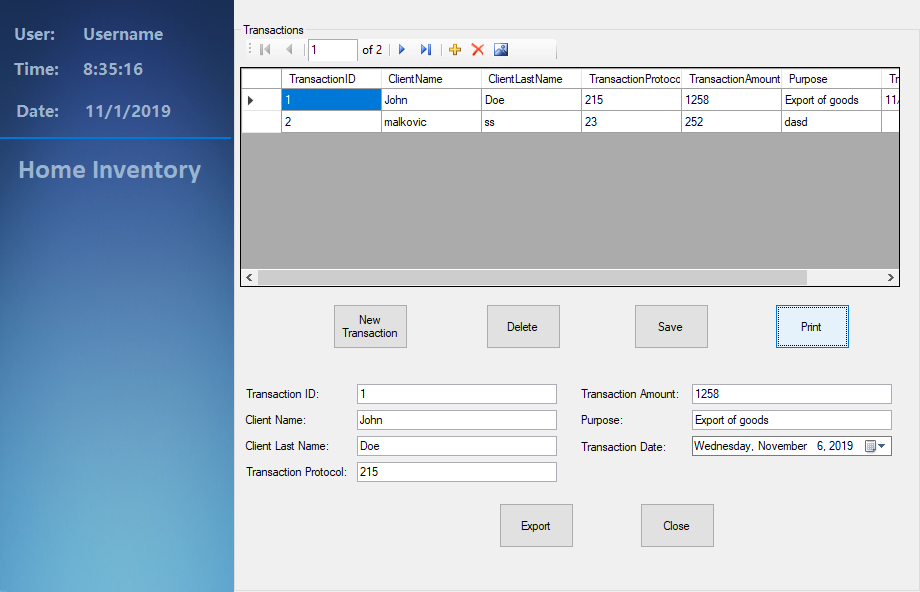 User: Username
Time: 8:35:16
Date: 11/1/2019
Home Inventory
Transactions
1 of 2
TransactionID ClientName ClientLastName TransactionProtocc TransactionAmount Purpose Tr
1 John Doe 215 1258 Export of goods 11/
2 malkovic ss 23 252 dasd
New
Transaction
Delete Save Print
Transaction ID: 1 Transaction Amount: 1258
Client Name: John Purpose: Export of goods
Client Last Name: Doe Transaction Date: Wednesday, November 6, 2019
Transaction Protocol: 215
Export Close